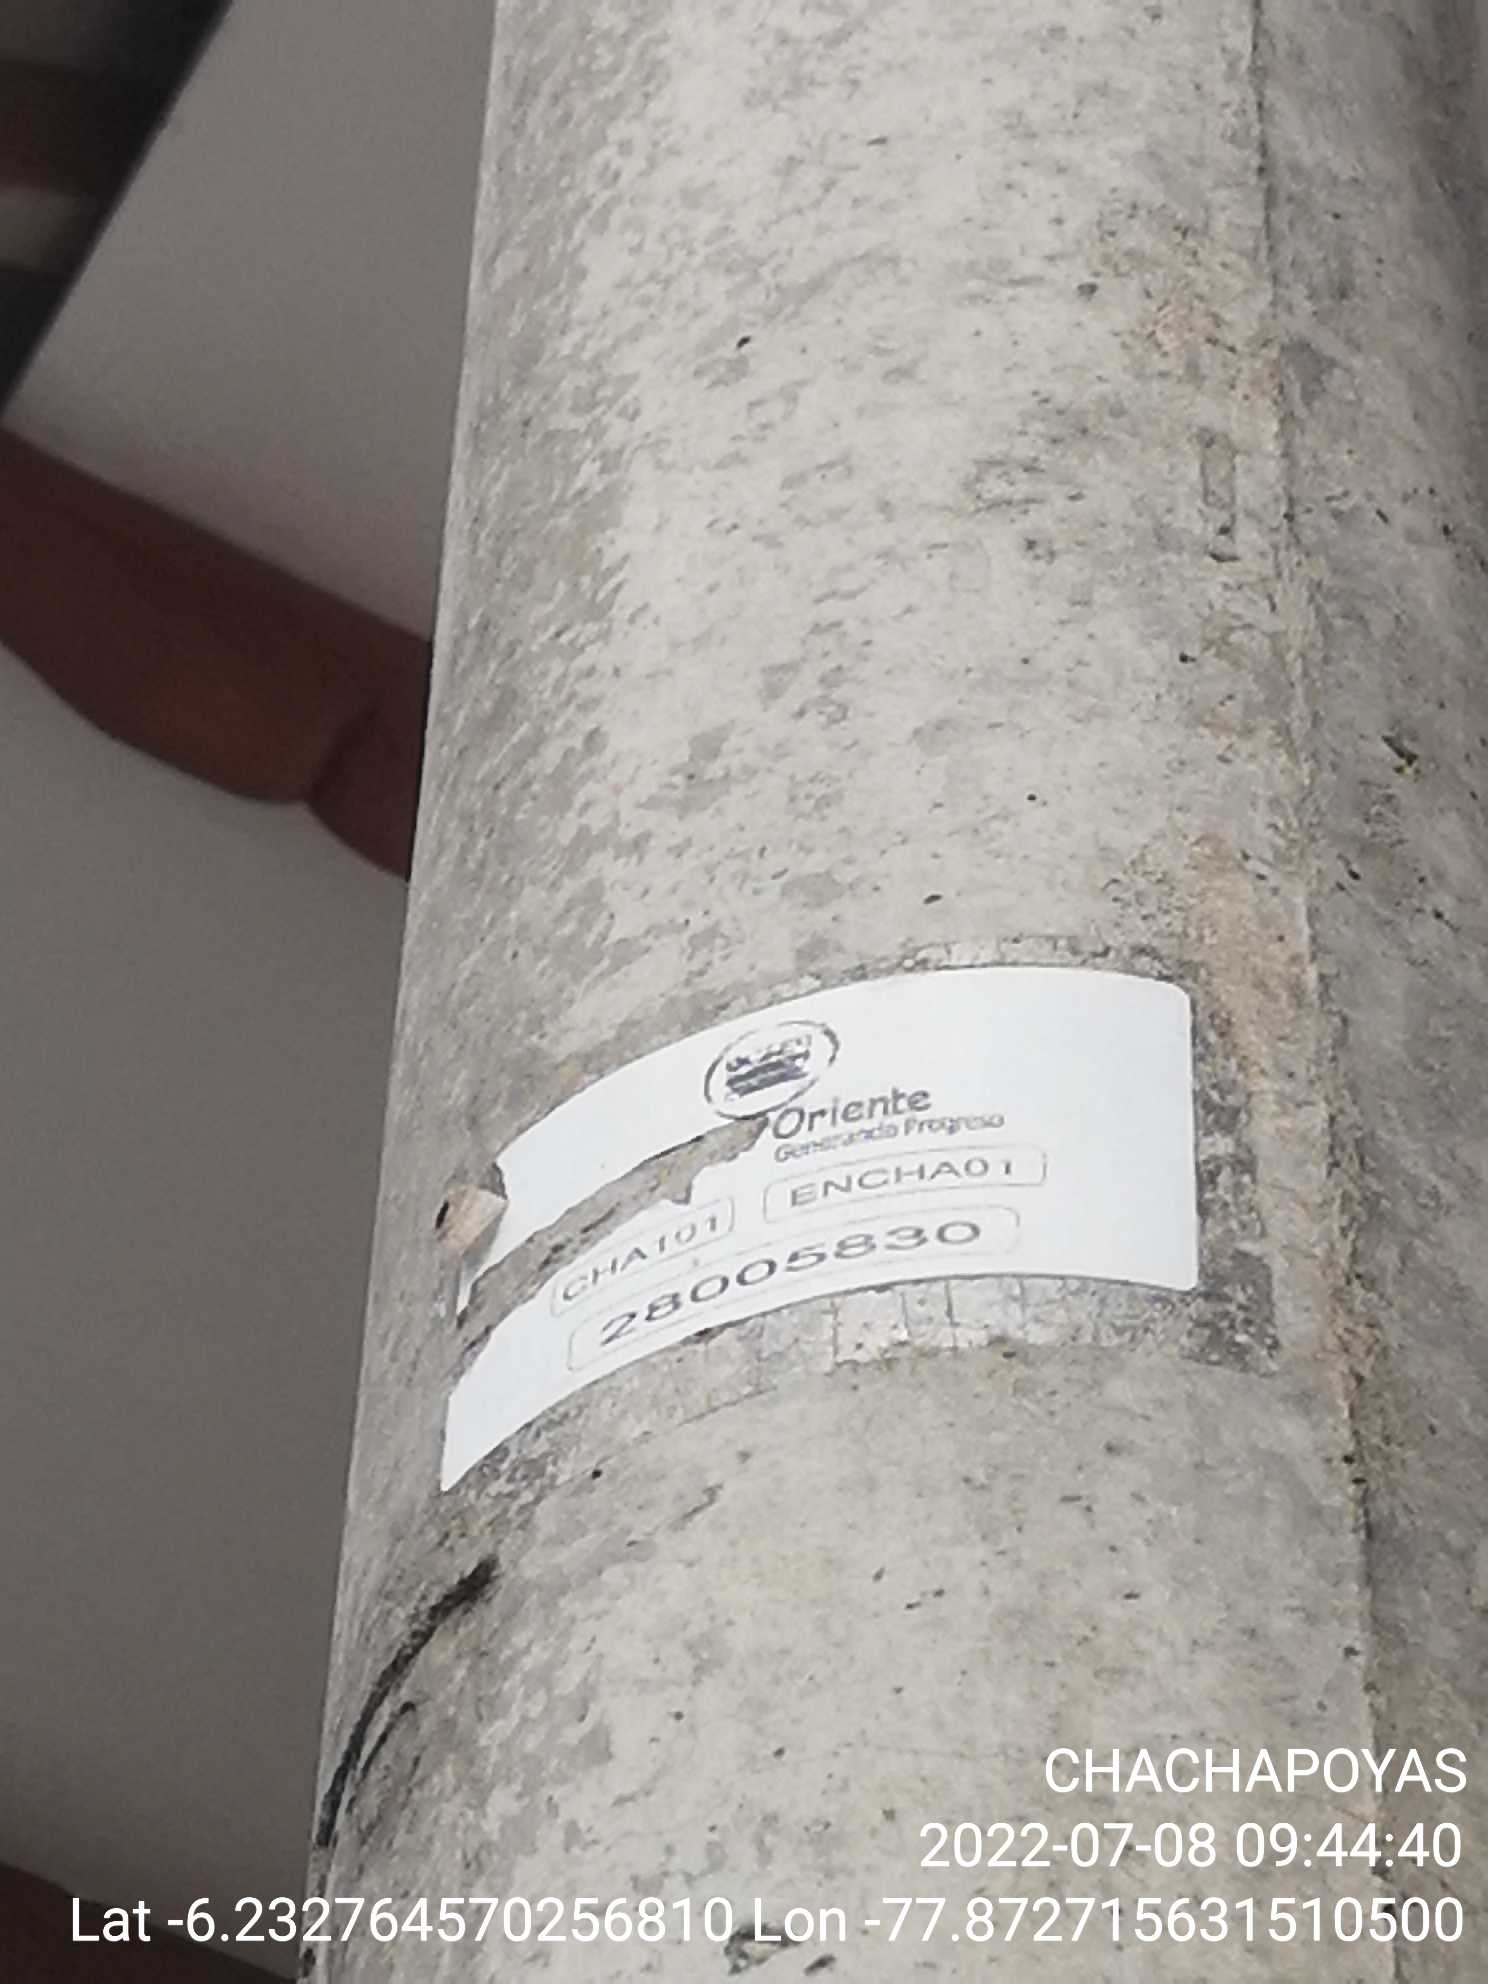 Oriente
Generando Progreso
CHA101 ENCHA01
28005830
CHACHAPOYAS
2022-07-08 09:44:40
Lat -6.232764570256810 Lon -77.872715631510500